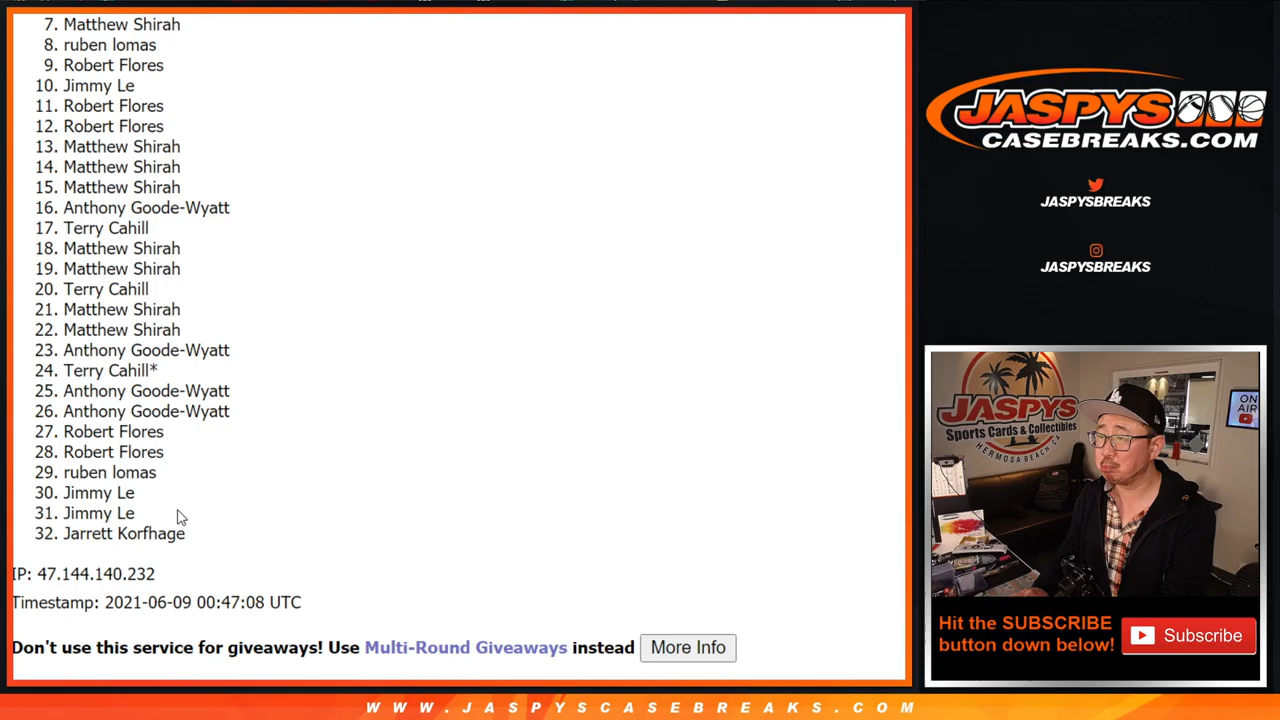 7. Matthew Shirah
8. ruben lomas
9. Robert Flores
10. Jimmy Le
11. Robert Flores
12. Robert Flores
13. Matthew Shirah
14. Matthew Shirah
15. Matthew Shirah
16. Anthony Goode-Wyatt
17. Terry Cahill
18. Matthew Shirah
19. Matthew Shirah
20. Terry Cahill
21. Matthew Shirah
22. Matthew Shirah
23. Anthony Goode-Wyatt
24. Terry Cahill*
25. Anthony Goode-Wyatt
26. Anthony Goode-Wyatt
27. Robert Flores
28. Robert Flores
29. ruben lomas
30. Jimmy Le
31. Jimmy Le
32. Jarrett Korfhage
IP: 47.144.140.232
Timestamp: 2021-06-09 00:47:08 UTC
Don't use this service for giveaways! Use Multi-Round Giveaways instead More Info
JASPYS
CASEBREAKS.COM
JASPYSBREAKS
JASPYSBREAKS
JASPYS
Sports Cards & Collectibles
HERMOSA BEACH, CA
ON
AIR
Hit the SUBSCRIBE
button down below!
Subscribe
WWW.JASPYSCASEBREAKS.COM